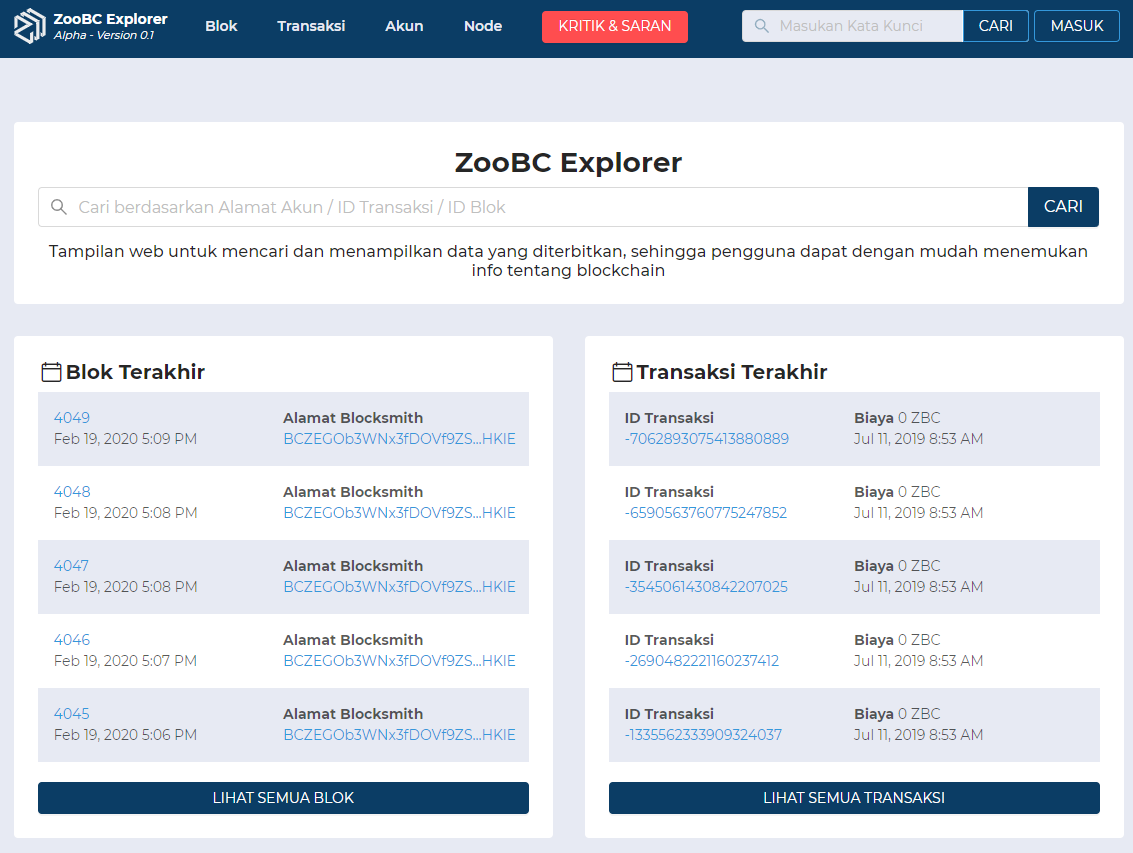 ZooBC Explorer
Alpha - Version 0.1
Blok
Transaksi
Akun
Node
KRITIK & SARAN
Masukan Kata Kunci
CARI
MASUK
ZooBC Explorer
Cari berdasarkan Alamat Akun / ID Transaksi / ID Blok
CARI
Tampilan web untuk mencari dan menampilkan data yang diterbitkan, sehingga pengguna dapat dengan mudah menemukan
info tentang blockchain
Blok Terakhir
4049
Alamat Blocksmith
Feb 19, 2020 5:09 PM
BCZEGOb3WNx3fDOVf9ZS...HKIE
4048
Alamat Blocksmith
Feb 19, 2020 5:08 PM
BCZEGOb3WNx3fDOVf9ZS...HKIE
4047
Alamat Blocksmith
Feb 19, 2020 5:08 PM
BCZEGOb3WNx3fDOVf9ZS...HKIE
4046
Alamat Blocksmith
Feb 19, 2020 5:07 PM
BCZEGOb3WNx3fDOVf9ZS...HKIE
4045
Alamat Blocksmith
Feb 19, 2020 5:06 PM
BCZEGOb3WNx3fDOVf9ZS...HKIE
LIHAT SEMUA BLOK
Transaksi Terakhir
ID Transaksi
Biaya 0 ZBC
-7062893075413880889
Jul 11, 2019 8:53 AM
ID Transaksi
Biaya 0 ZBC
-6590563760775247852
Jul 11, 2019 8:53 AM
ID Transaksi
Biaya 0 ZBC
-3545061430842207025
Jul 11, 2019 8:53 AM
ID Transaksi
Biaya 0 ZBC
-2690482221160237412
Jul 11, 2019 8:53 AM
ID Transaksi
Biaya 0 ZBC
-1335562333909324037
Jul 11, 2019 8:53 AM
LIHAT SEMUA TRANSAKSI